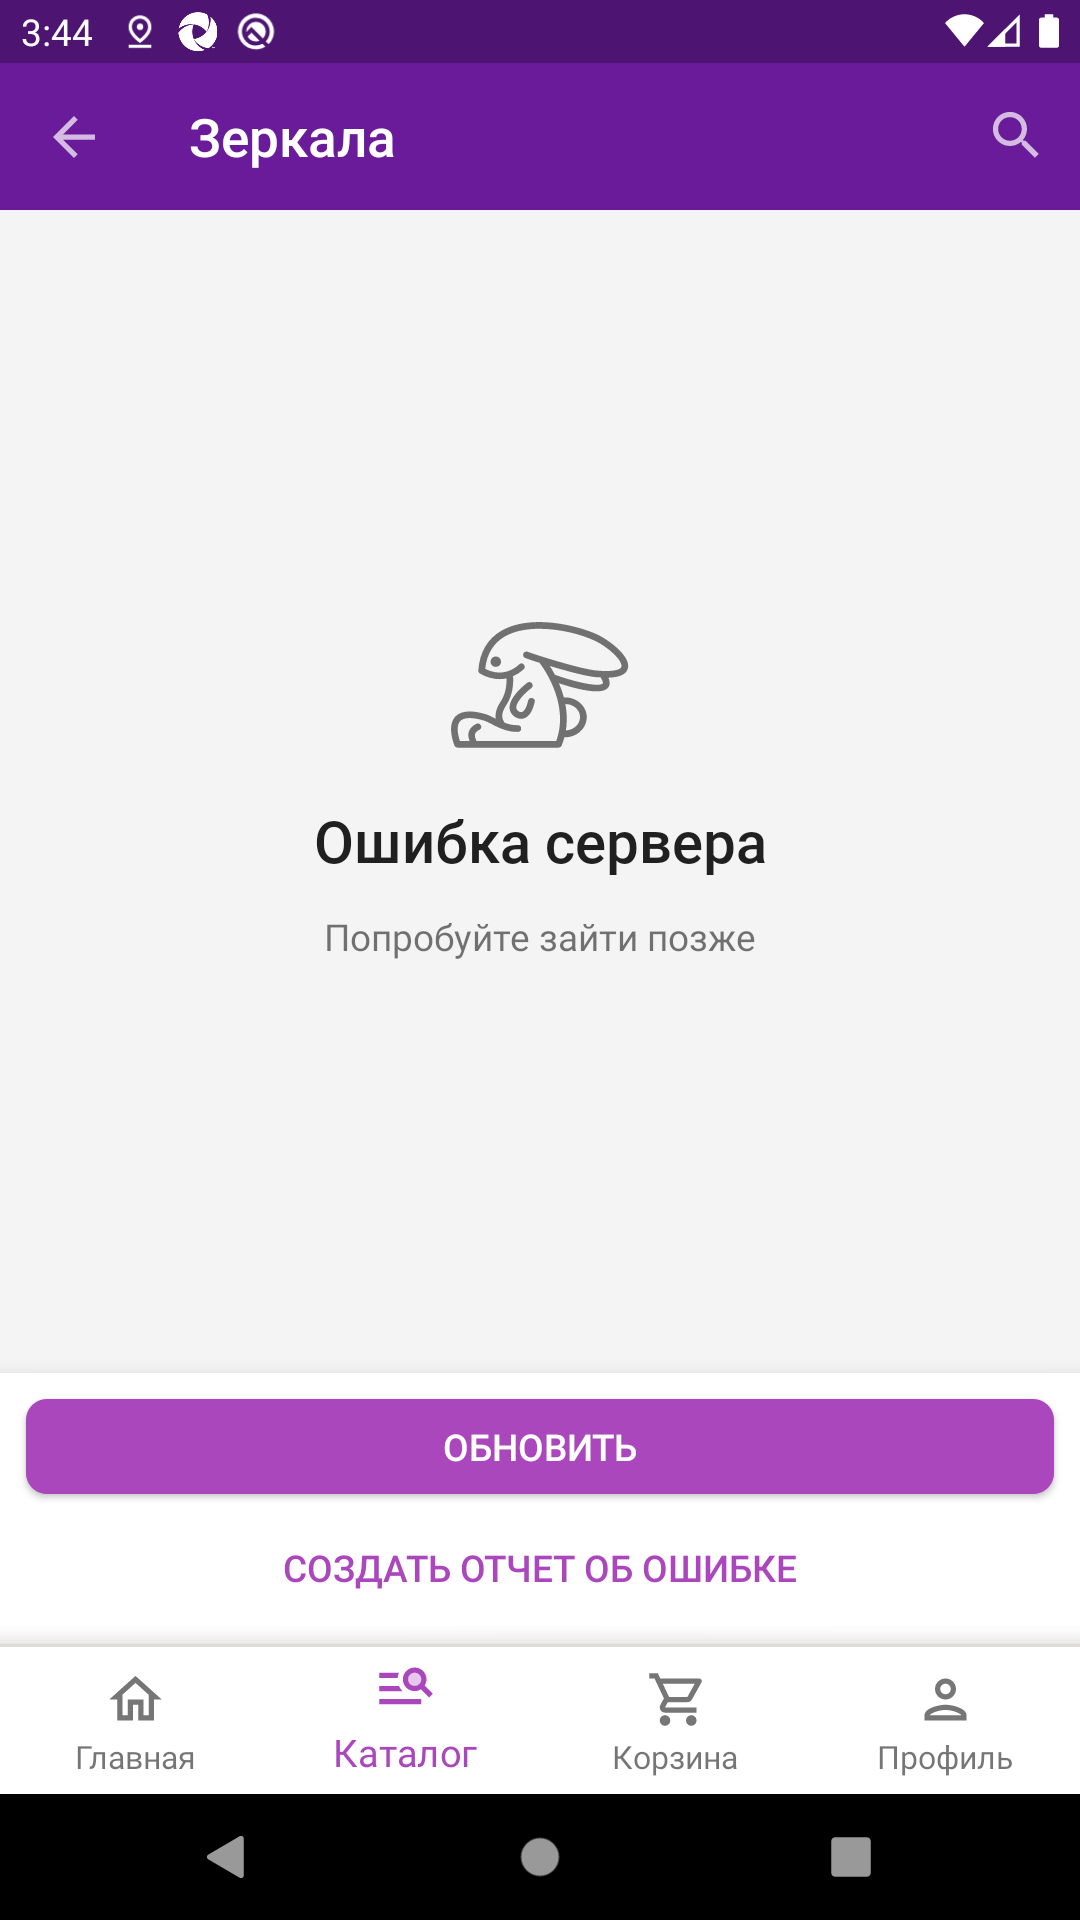 3:44
Зеркала
Ошибка сервера
Попробуйте зайти позже
ОБНОВИТЬ
СОЗДАТЬ ОТЧЕТ ОБ ОШИБКЕ
Главная
Каталог
Корзина
Профиль